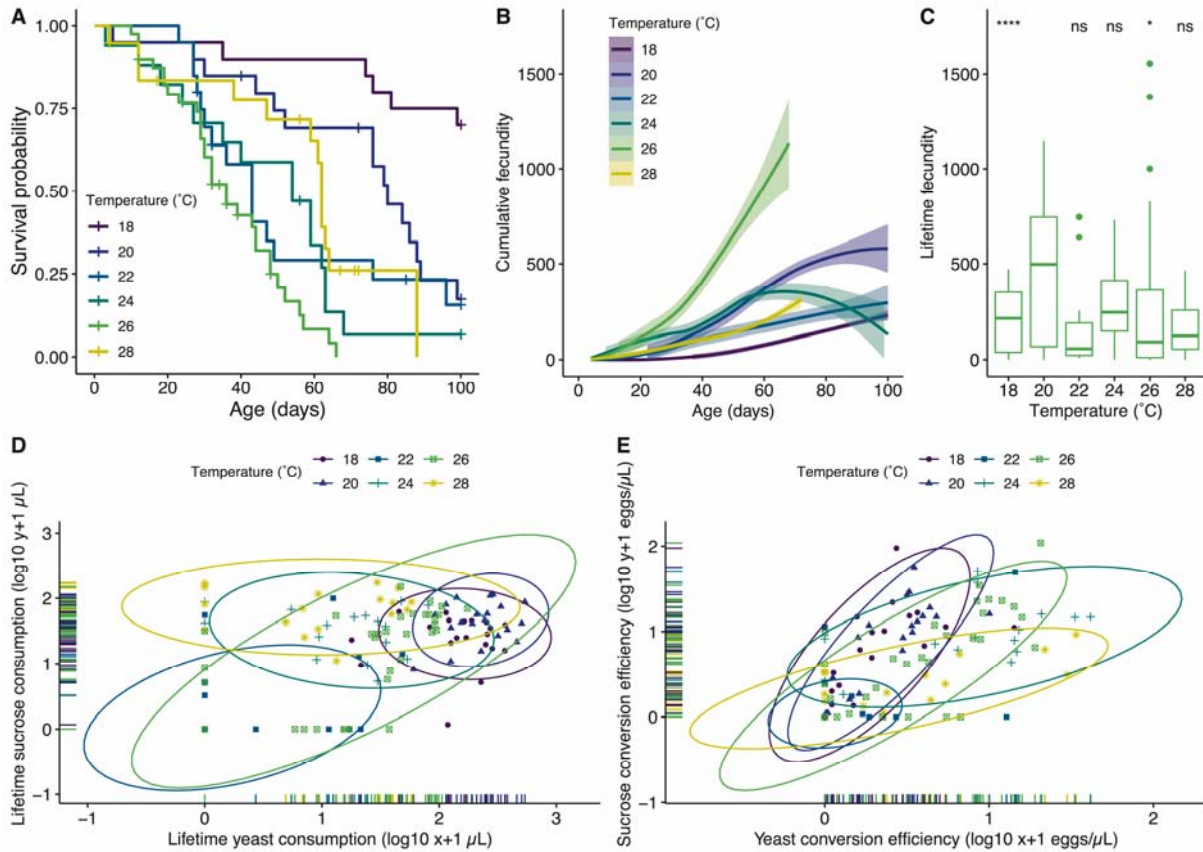 A
Survival probability
1.00
0.75
0.50
0.25
0.00
Temperature (˚C)
18
20
22
24
26
28
0 20 40 60 80 100
Age (days)
B
Cumulative fecundity
1500
1000
500
0
Temperature (˚C)
18
20
22
24
26
28
0 20 40 60 80 100
Age (days)
C
Lifetime fecundity
**** ns ns * ns
1500
1000
500
0
18 20 22 24 26 28
Temperature (˚C)
D
Temperature (˚C) 18 22 26
20 24 28
Lifetime sucrose consumption (log10 y+1 µL)
3
2
1
0
−1
−1 0 1 2 3
Lifetime yeast consumption (log10 x+1 µL)
E
Temperature (˚C) 18 22 26
20 24 28
Sucrose conversion efficiency (log10 y+1 eggs/µL)
2
1
0
−1
0 1 2
Yeast conversion efficiency (log10 x+1 eggs/µL)